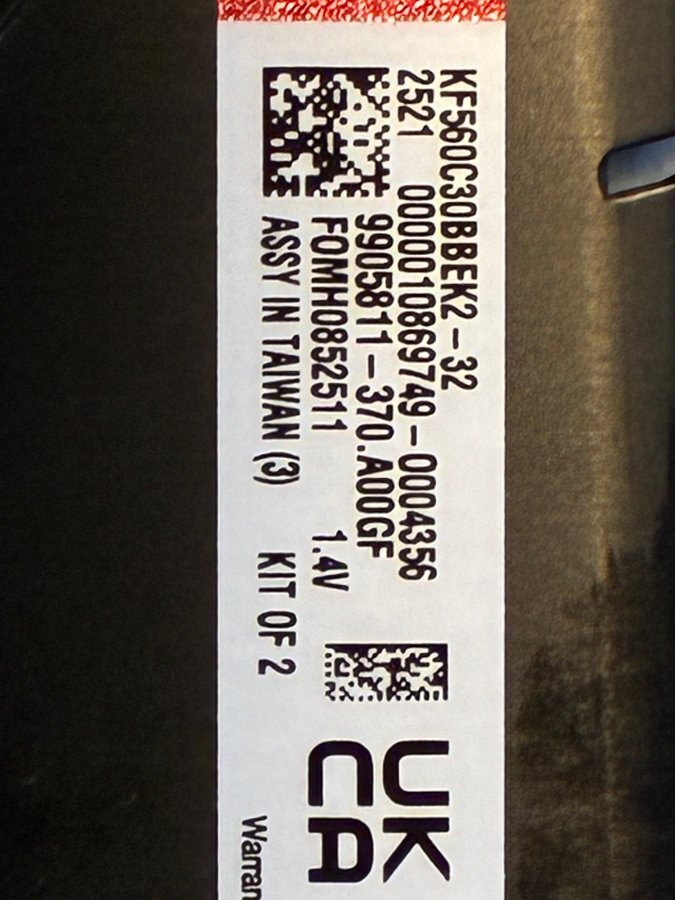 KF560C30BBEK2-32
2521 0000010869749-0004356
9905811-370.A00GF
FOMH0852511 1.4V
ASSY IN TAIWAN (3) KIT OF 2
UK
CA